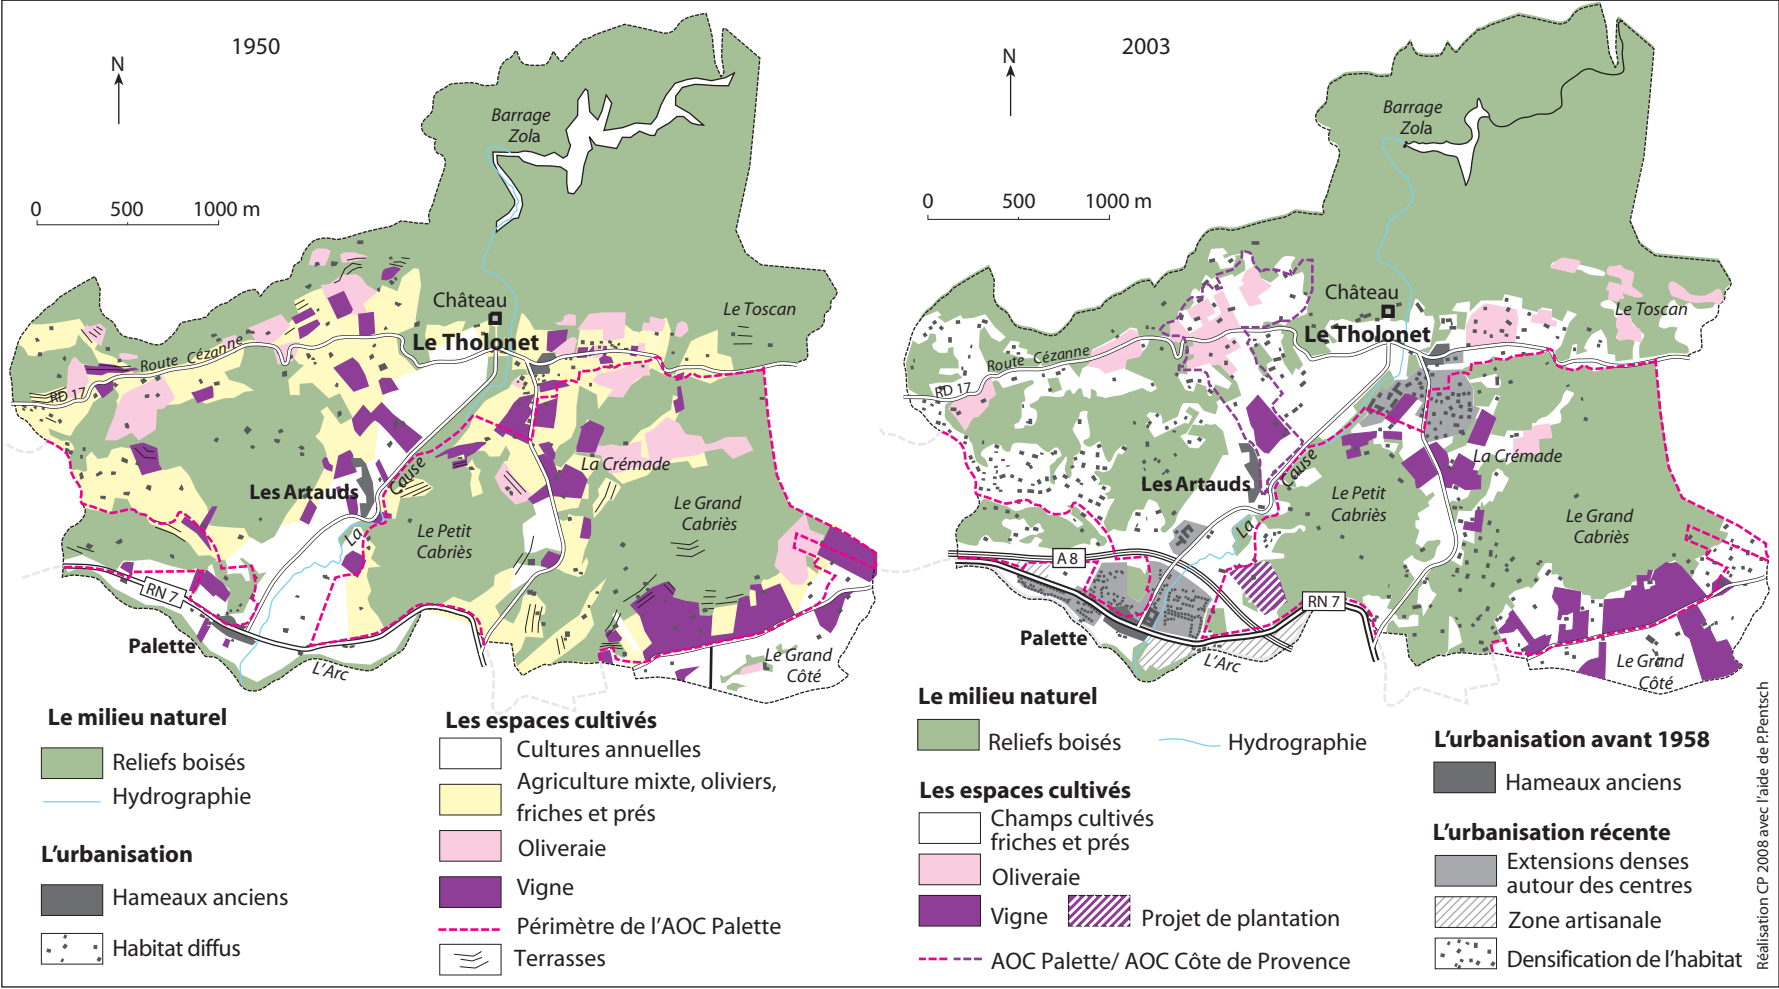 1950
N
Barrage
Zola
0 500 1000 m
Château
Le Tholonet
Le Toscan
Route Cézanne
RD 17
La Crémade
Les Artauds
La Cause
Le Petit
Cabriès
Le Grand
Cabriès
RN 7
Palette
L'Arc
Le Grand
Côté
Le milieu naturel
Reliefs boisés
Hydrographie
L'urbanisation
Hameaux anciens
Habitat diffus
Les espaces cultivés
Cultures annuelles
Agriculture mixte, oliviers,
friches et prés
Oliveraie
Vigne
Périmètre de l'AOC Palette
Terrasses
2003
N
Barrage
Zola
0 500 1000 m
Château
Le Tholonet
Le Toscan
Route Cézanne
RD 17
La Crémade
Les Artauds
La Cause
Le Petit
Cabriès
Le Grand
Cabriès
A 8
RN 7
Palette
L'Arc
Le Grand
Côté
Le milieu naturel
Reliefs boisés
Hydrographie
Les espaces cultivés
Champs cultivés
friches et prés
Oliveraie
Vigne
Projet de plantation
AOC Palette/ AOC Côte de Provence
L'urbanisation avant 1958
Hameaux anciens
L'urbanisation récente
Extensions denses
autour des centres
Zone artisanale
Densification de l'habitat
Réalisation CP 2008 avec l'aide de P.Pentsch